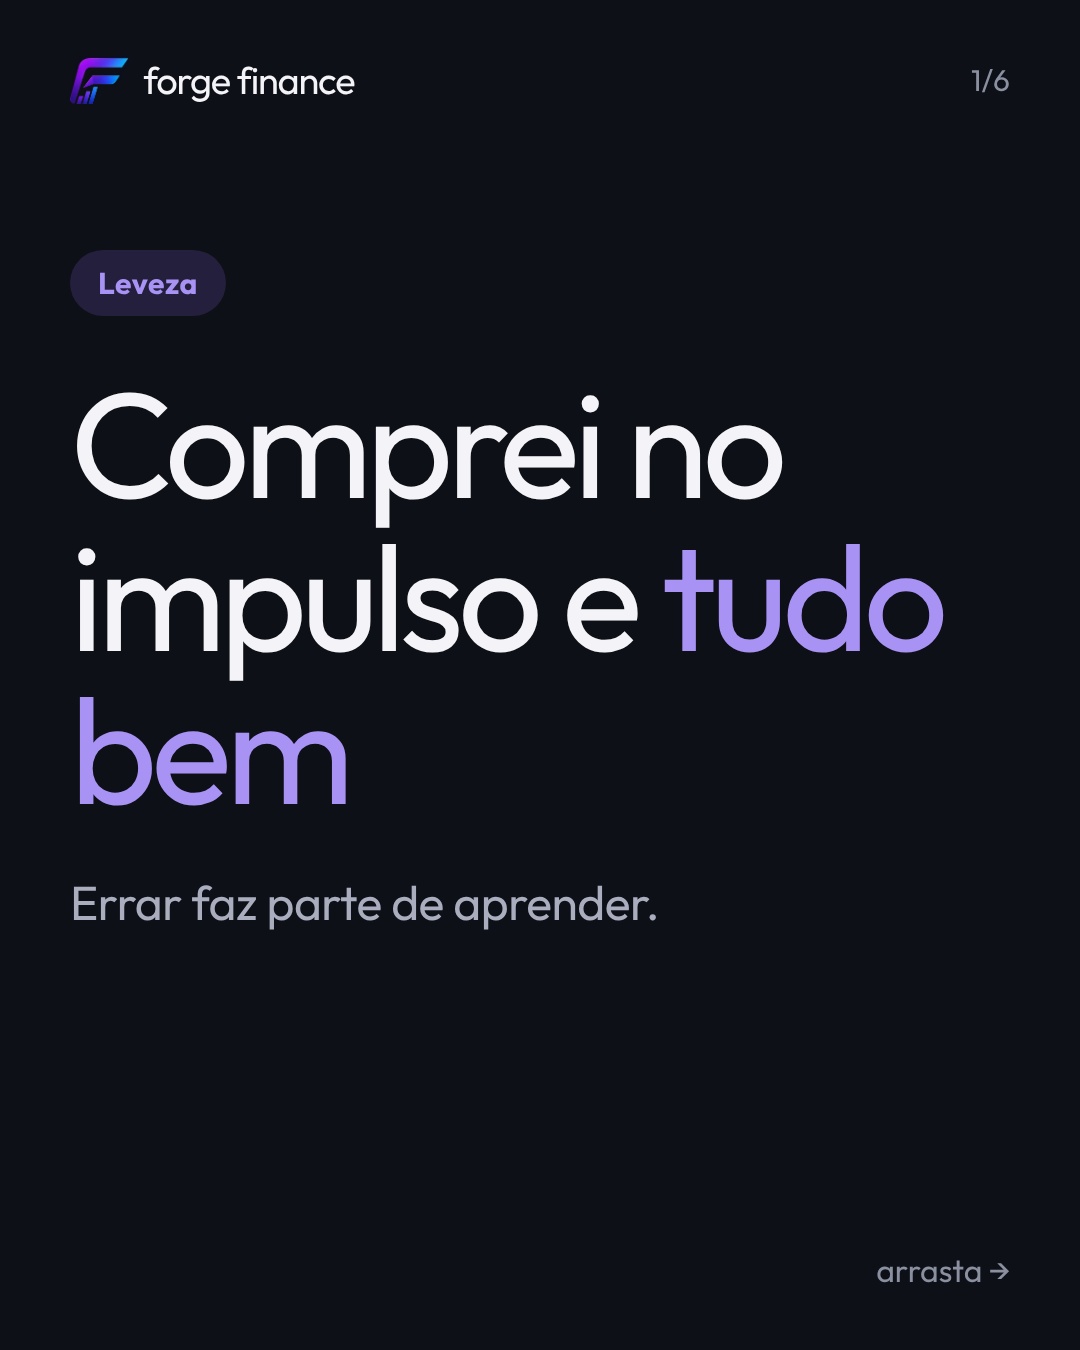 forge finance
1/6
Leveza
Comprei no
impulso e tudo
bem
Errar faz parte de aprender.
arrasta →